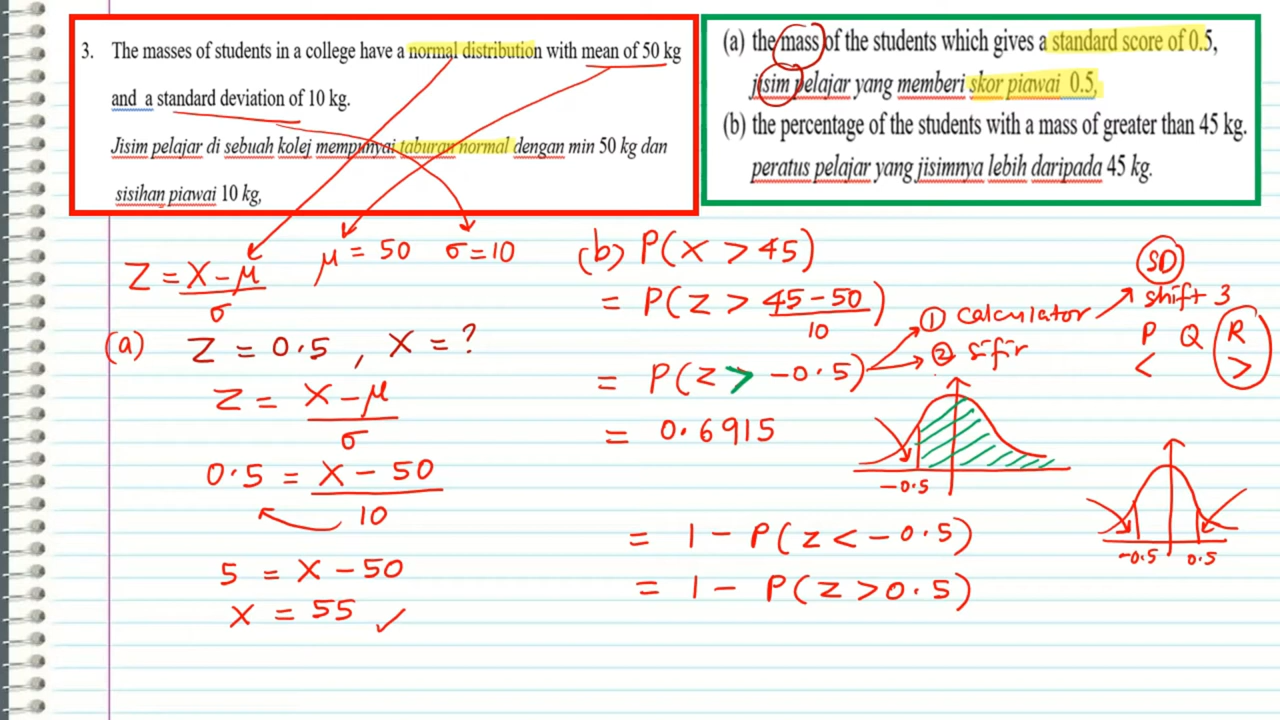 3. The masses of students in a college have a normal distribution with mean of 50 kg
and a standard deviation of 10 kg.
Jisim pelajar di sebuah kolej mempunyai taburan normal dengan min 50 kg dan
sisihan piawai 10 kg,
(a) the mass of the students which gives a standard score of 0.5,
jisim pelajar yang memberi skor piawai 0.5,
(b) the percentage of the students with a mass of greater than 45 kg.
peratus pelajar yang jisimnya lebih daripada 45 kg.
Z = X - μ / σ
μ = 50 σ = 10
(a) Z = 0.5 , X = ?
Z = X - μ / σ
0.5 = X - 50 / 10
5 = X - 50
X = 55 ✓
(b) P(X > 45)
= P(Z > 45 - 50 / 10)
= P(Z > -0.5)
= 0.6915
① Calculator
② Sifir
SD
Shift 3
P Q R
< >
-0.5
= 1 - P(Z < -0.5)
= 1 - P(Z > 0.5)
-0.5 0.5